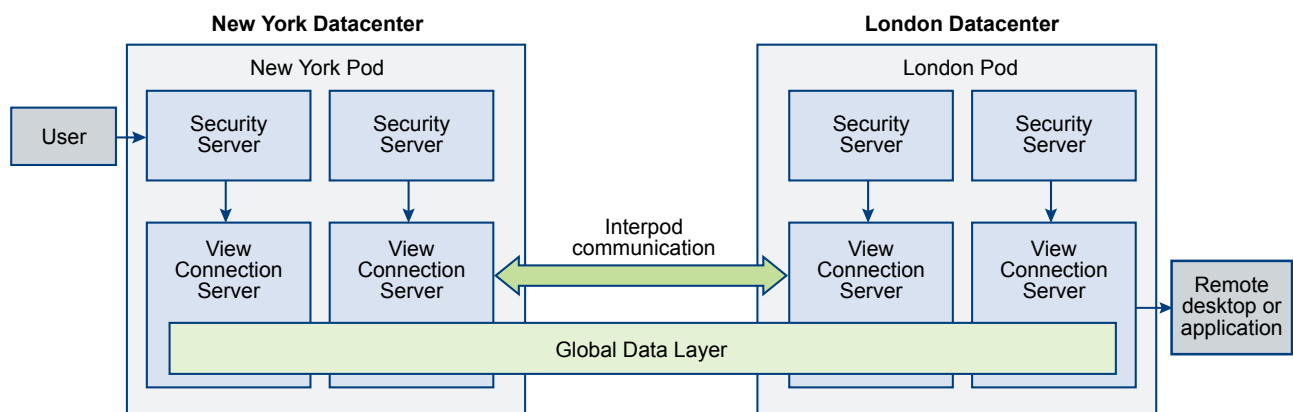 New York Datacenter
London Datacenter
New York Pod
London Pod
User
Security
Server
Security
Server
Security
Server
Security
Server
Interpod
communication
View
Connection
Server
View
Connection
Server
View
Connection
Server
View
Connection
Server
Remote
desktop or
application
Global Data Layer